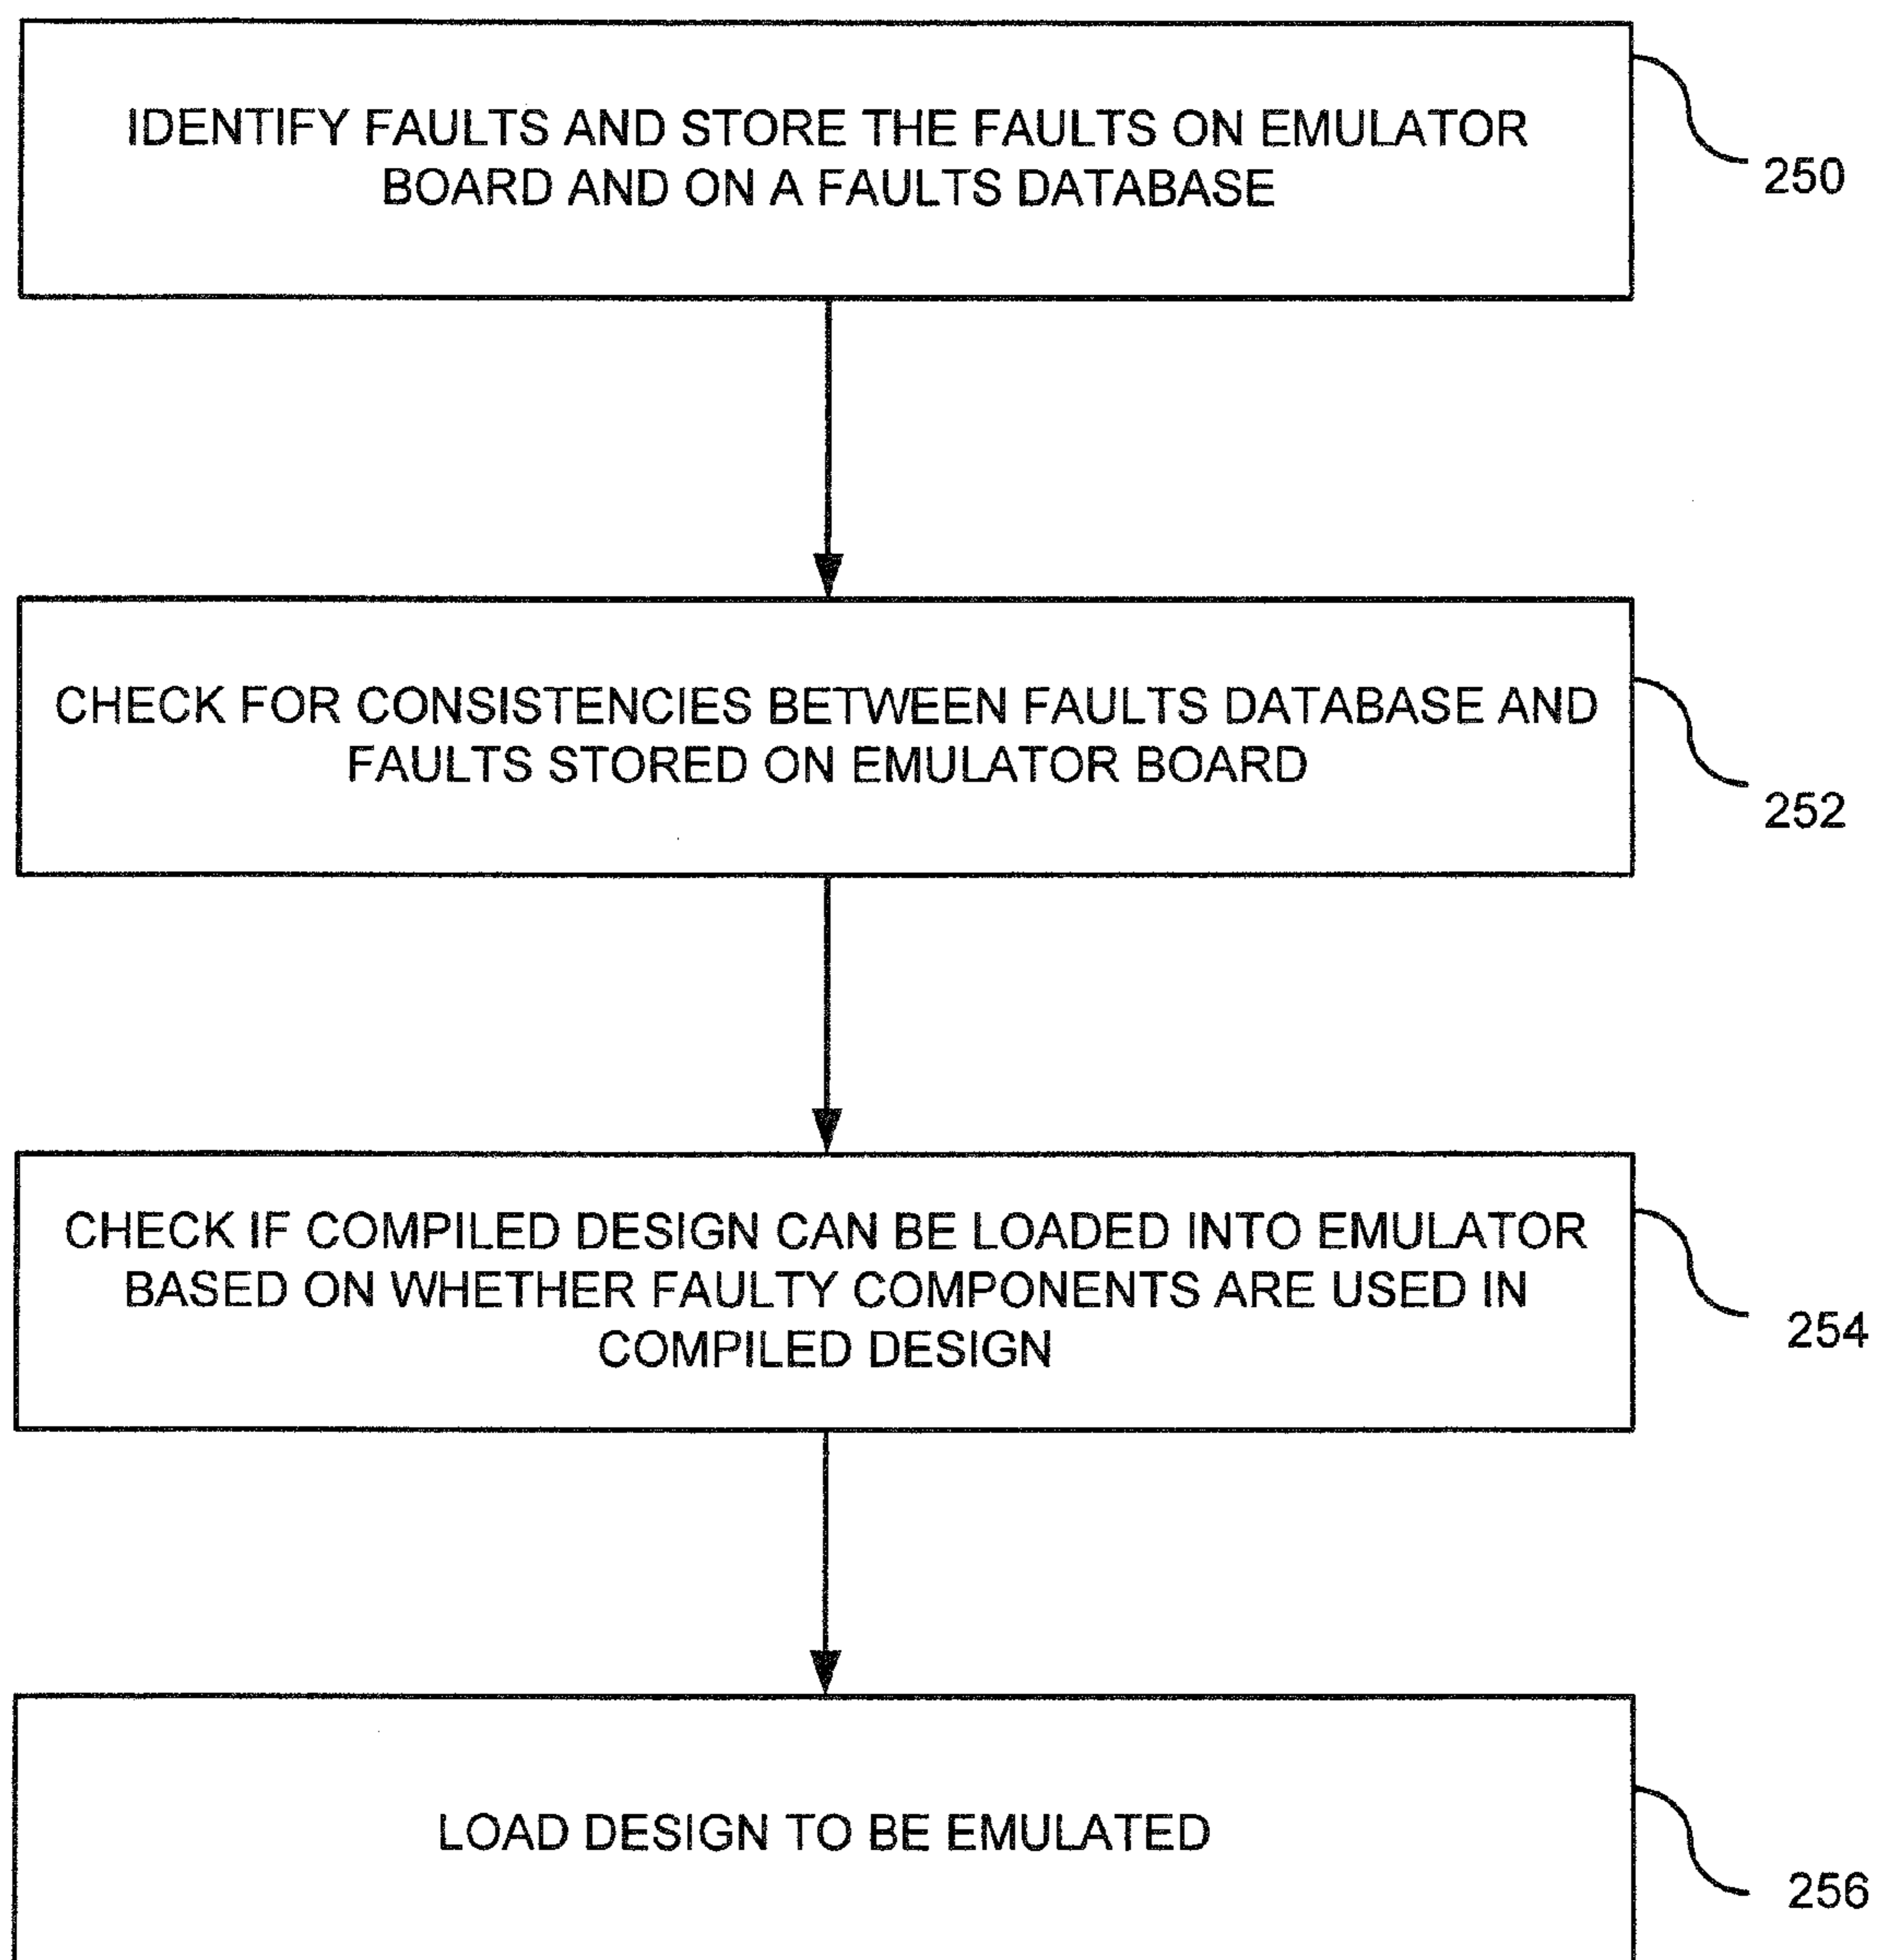 IDENTIFY FAULTS AND STORE THE FAULTS ON EMULATOR
BOARD AND ON A FAULTS DATABASE
250
CHECK FOR CONSISTENCIES BETWEEN FAULTS DATABASE AND
FAULTS STORED ON EMULATOR BOARD
252
CHECK IF COMPILED DESIGN CAN BE LOADED INTO EMULATOR
BASED ON WHETHER FAULTY COMPONENTS ARE USED IN
COMPILED DESIGN
254
LOAD DESIGN TO BE EMULATED
256